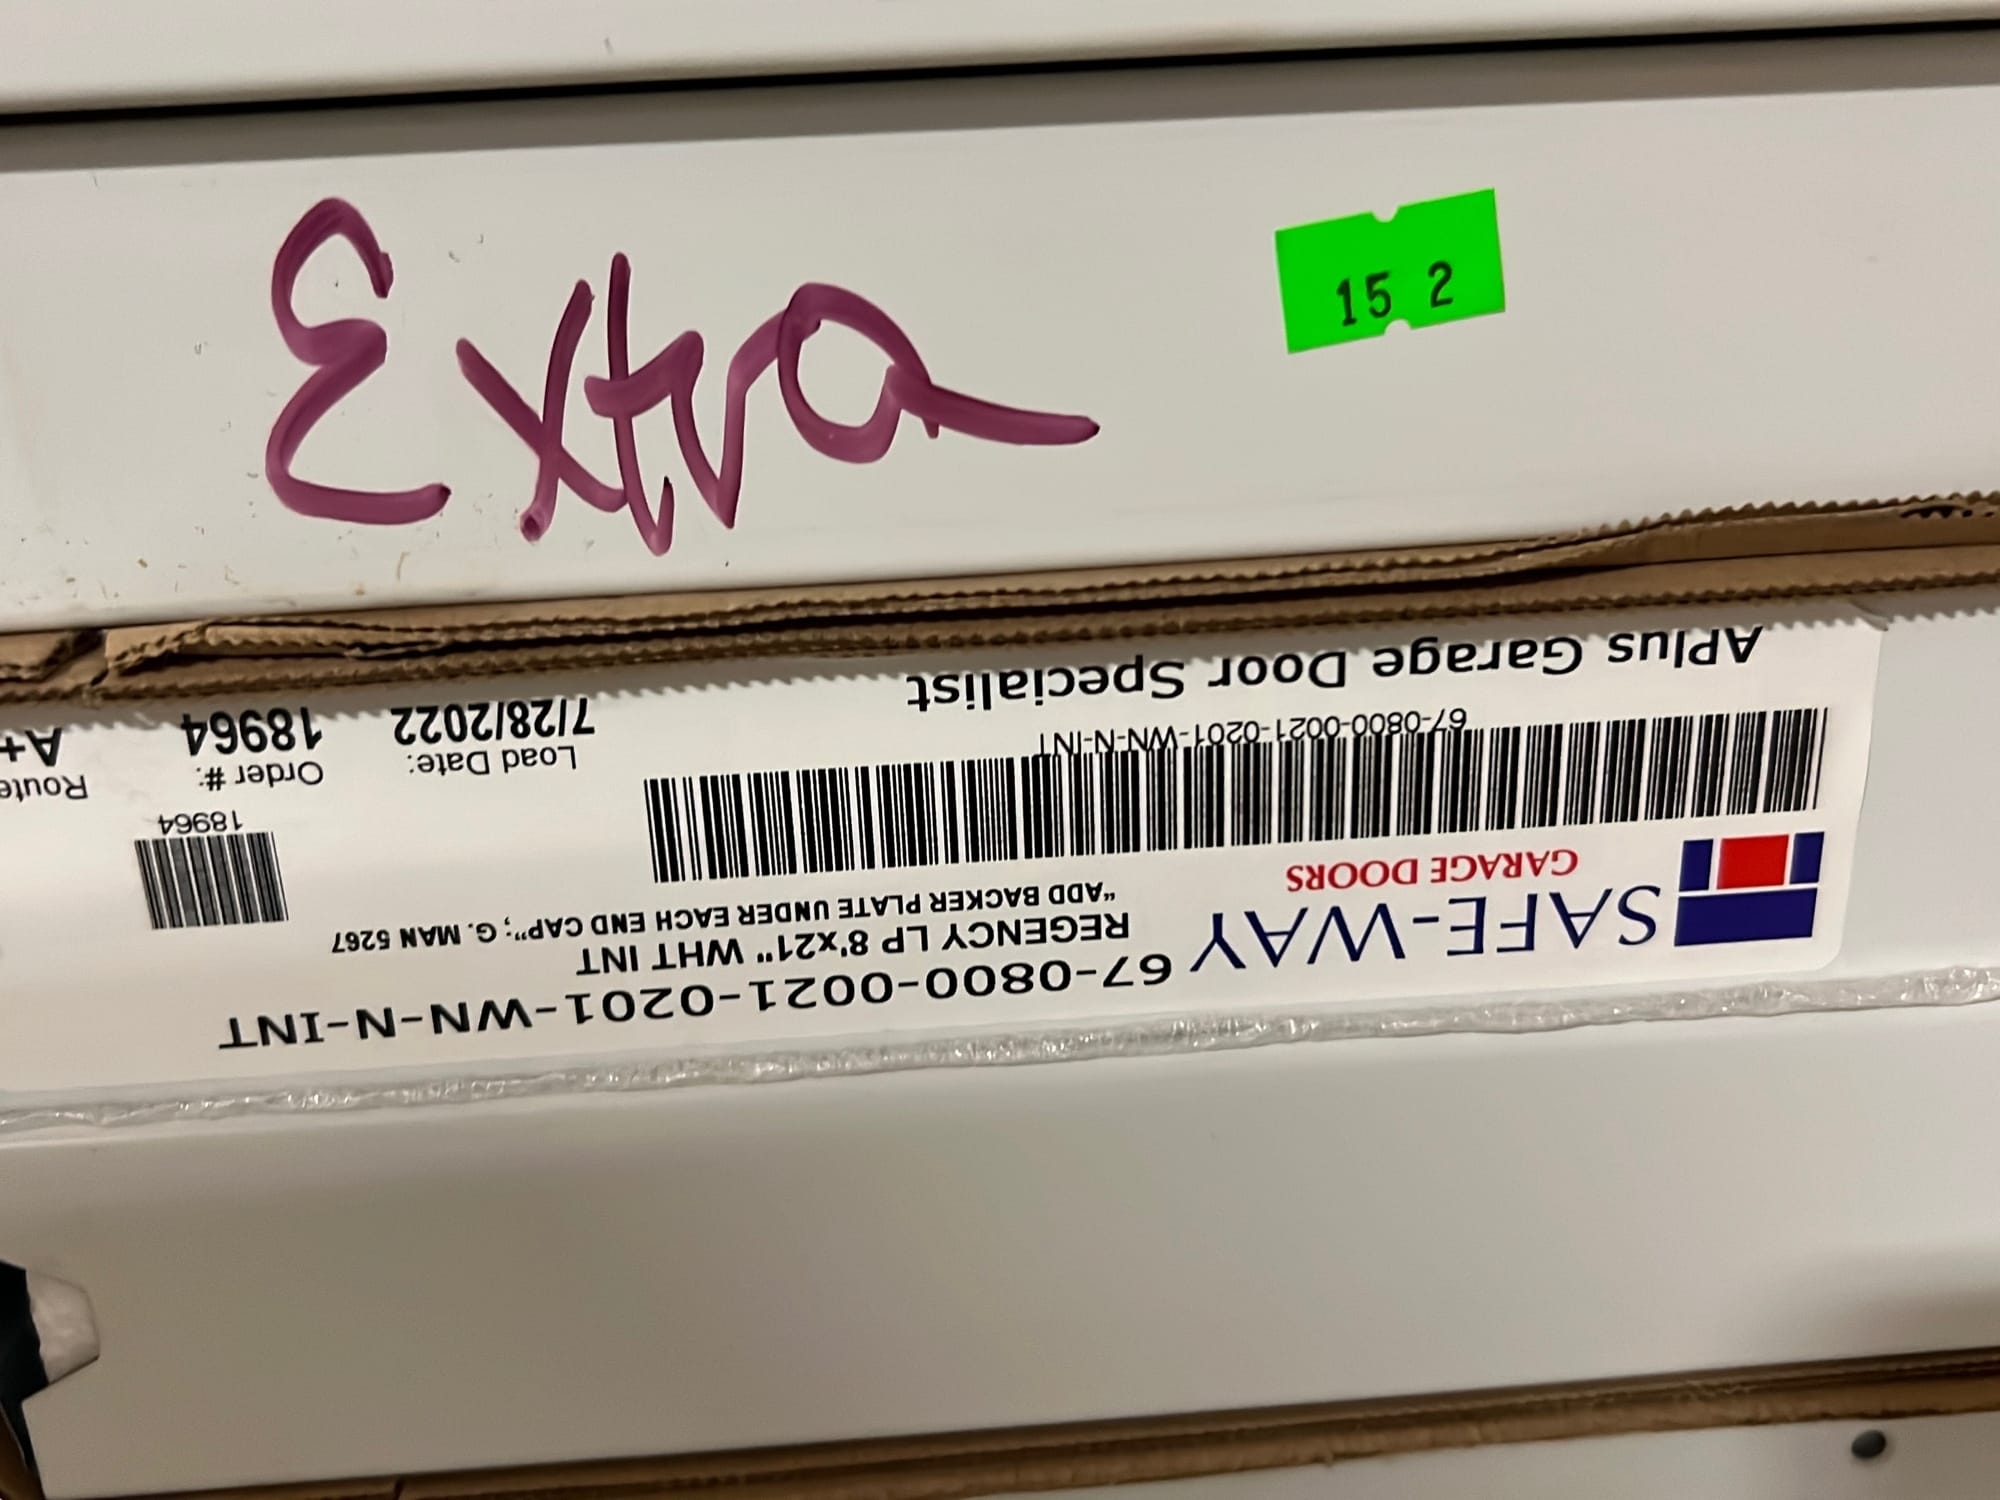 Extra
15 2
67-0800-0021-0201-WN-N-INT
REGENCY LP 8'x21" WHT INT
"ADD BACKER PLATE UNDER EACH END CAP"; G. MAN 5267
SAFE-WAY
GARAGE DOORS
67-0800-0021-0201-WN-N-INT
APlus Garage Door Specialist
18964
Load Date:
7/28/2022
Order #:
18964
Route
A+